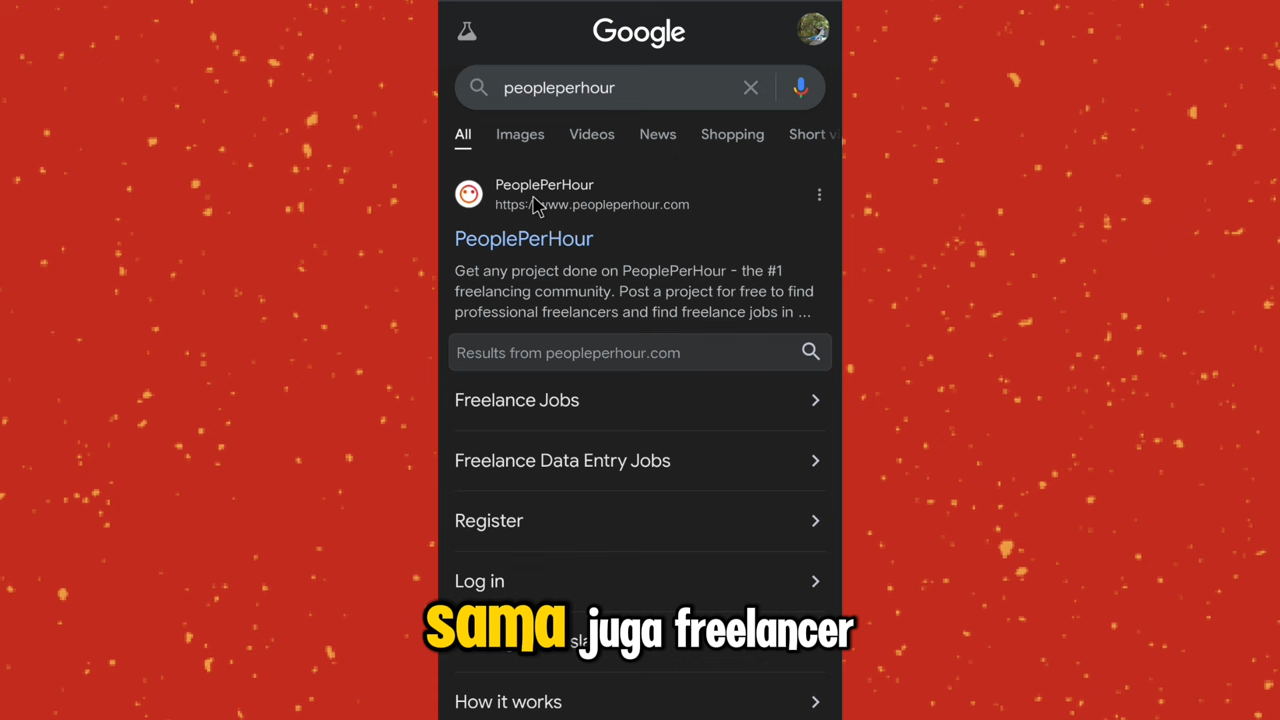 Google
peopleperhour
All Images Videos News Shopping Short vi
PeoplePerHour
https://www.peopleperhour.com
PeoplePerHour
Get any project done on PeoplePerHour - the #1
freelancing community. Post a project for free to find
professional freelancers and find freelance jobs in ...
Results from peopleperhour.com
Freelance Jobs
Freelance Data Entry Jobs
Register
Log in
sama juga freelancer
How it works